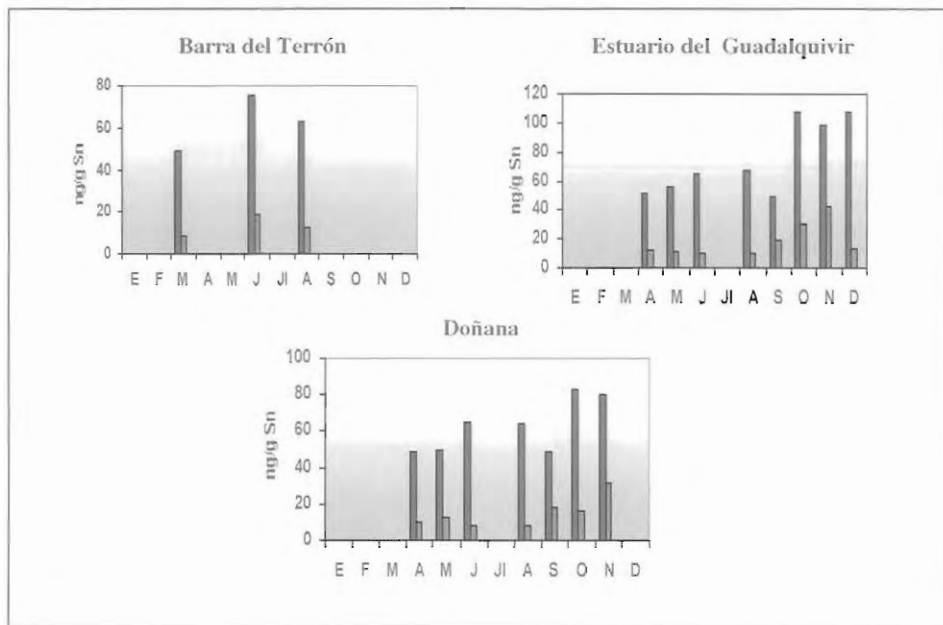 Barra del Terrón
80
60
40
20
0
ng/g Sn
E F M A M J Jl A S O N D
Estuario del Guadalquivir
120
100
80
60
40
20
0
ng/g Sn
E F M A M J Jl A S O N D
Doñana
100
80
60
40
20
0
ng/g Sn
E F M A M J Jl A S O N D